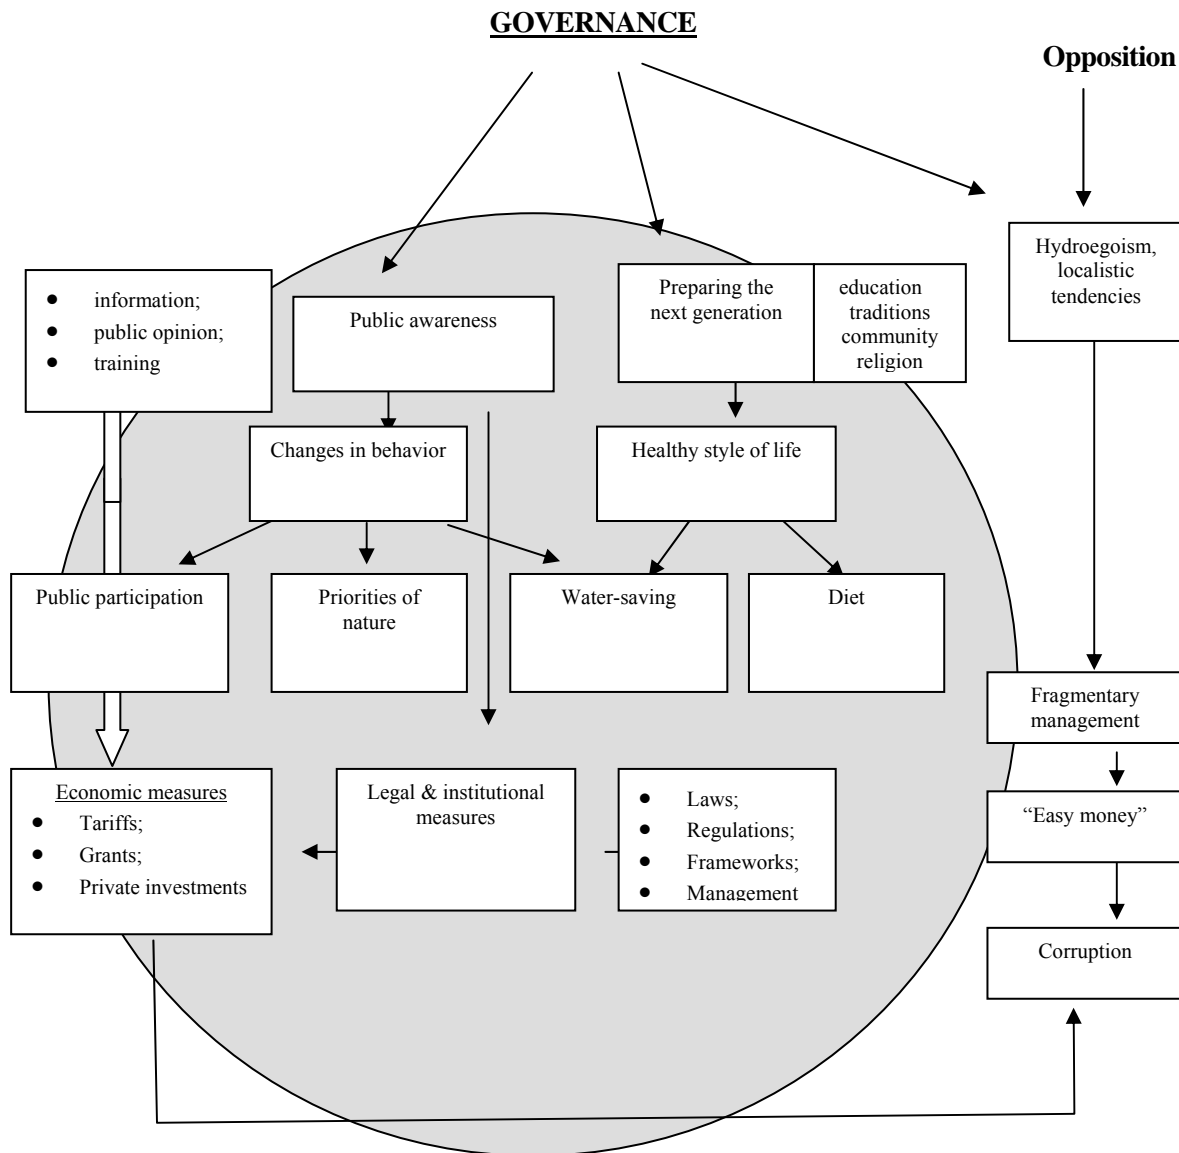 GOVERNANCE
Opposition
Hydroegoism,
localistic
tendencies
• information;
• public opinion;
• training
Public awareness
Preparing the
next generation
education
traditions
community
religion
Changes in behavior
Healthy style of life
Public participation
Priorities of
nature
Water-saving
Diet
Fragmentary
management
Economic measures
• Tariffs;
• Grants;
• Private investments
Legal & institutional
measures
• Laws;
• Regulations;
• Frameworks;
• Management
“Easy money”
Corruption